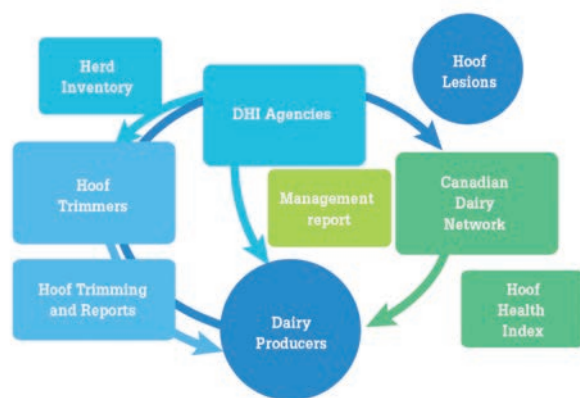 Herd
Inventory
DHI Agencies
Hoof
Lesions
Hoof
Trimmers
Management
report
Canadian
Dairy
Network
Hoof Trimming
and Reports
Dairy
Producers
Hoof
Health
Index